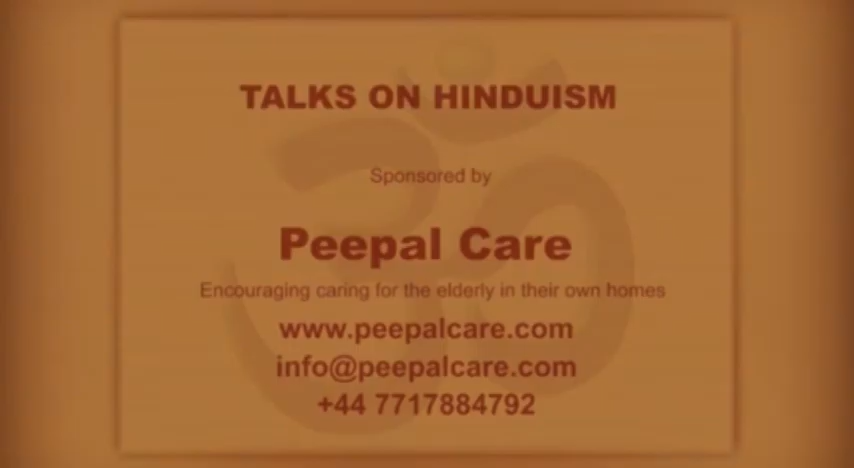 TALKS ON HINDUISM
Sponsored by
Peepal Care
Encouraging caring for the elderly in their own homes
www.peepalcare.com
info@peepalcare.com
+44 7717884792